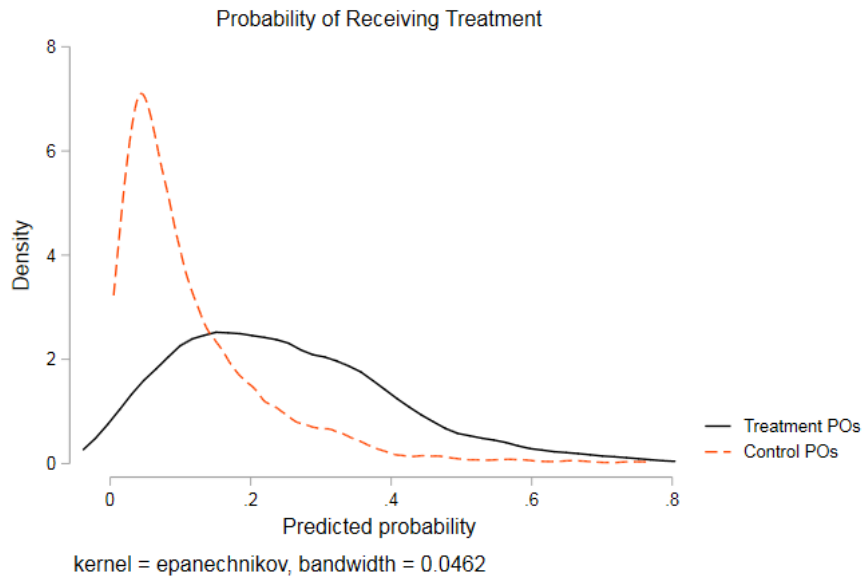 Probability of Receiving Treatment
8
6
4
2
0
Density
0 .2 .4 .6 .8
Predicted probability
Treatment POs
Control POs
kernel = epanechnikov, bandwidth = 0.0462